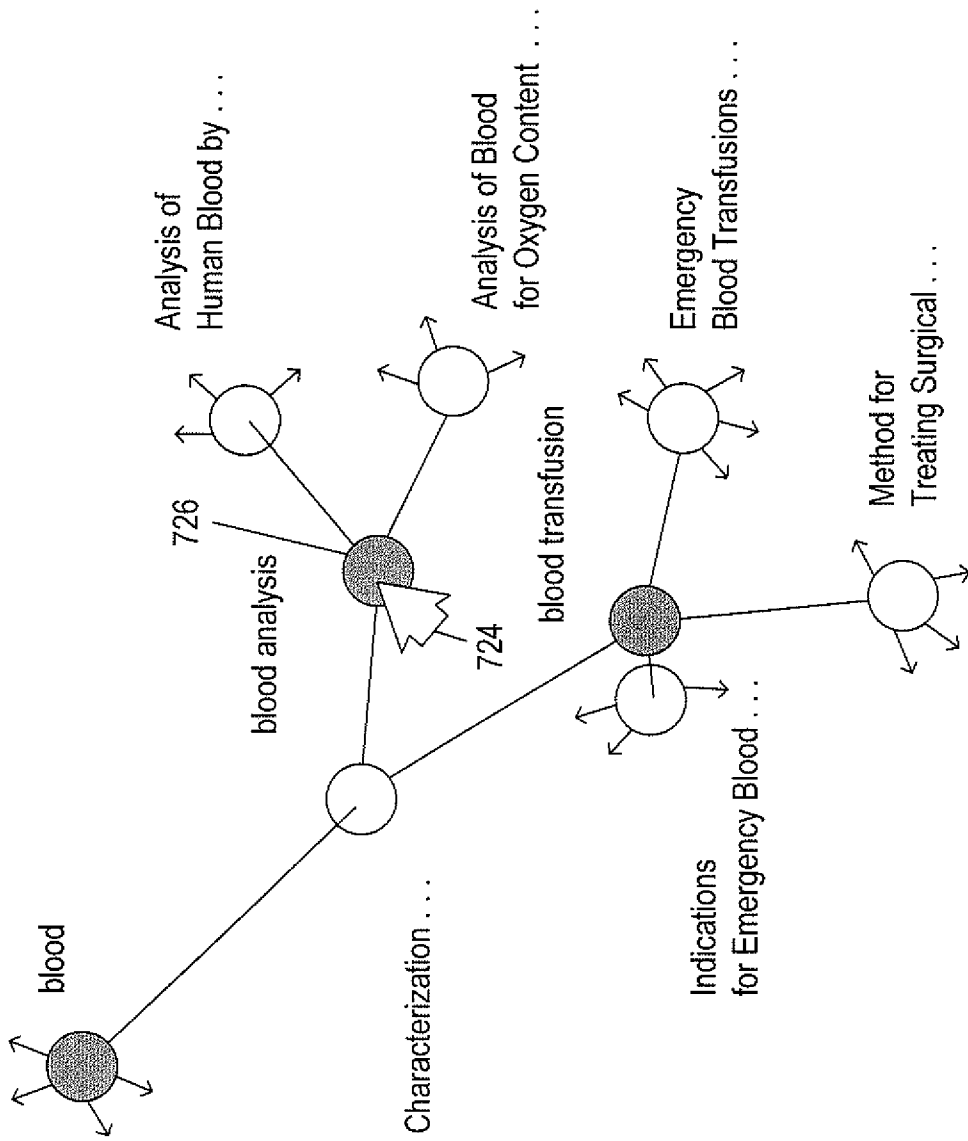 blood
Characterization . . .
blood analysis
726
724
Analysis of
Human Blood by . . .
Analysis of Blood
for Oxygen Content . . .
blood transfusion
Indications
for Emergency Blood . . .
Emergency
Blood Transfusions . . .
Method for
Treating Surgical . . .